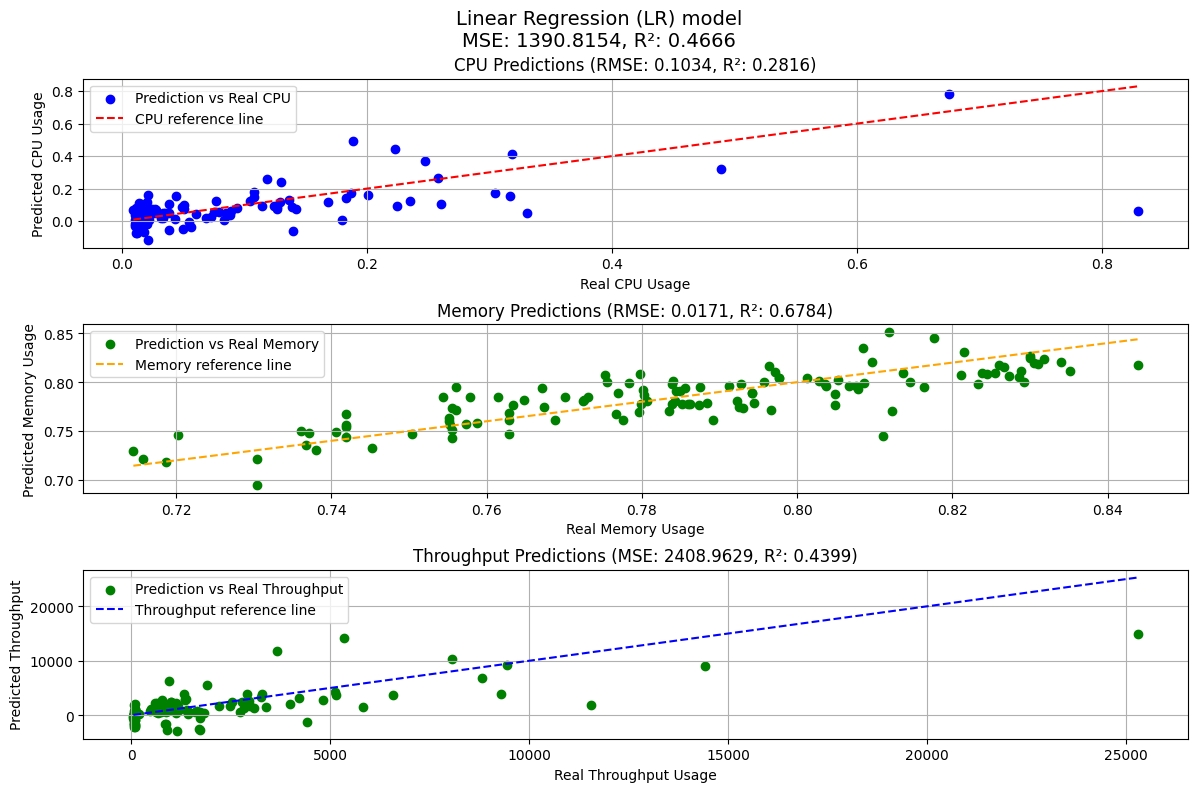 Linear Regression (LR) model
MSE: 1390.8154, R²: 0.4666
CPU Predictions (RMSE: 0.1034, R²: 0.2816)
Predicted CPU Usage
0.8
0.6
0.4
0.2
0.0
Prediction vs Real CPU
CPU reference line
0.0 0.2 0.4 0.6 0.8
Real CPU Usage
Memory Predictions (RMSE: 0.0171, R²: 0.6784)
Predicted Memory Usage
0.85
0.80
0.75
0.70
Prediction vs Real Memory
Memory reference line
0.72 0.74 0.76 0.78 0.80 0.82 0.84
Real Memory Usage
Throughput Predictions (MSE: 2408.9629, R²: 0.4399)
Predicted Throughput
20000
10000
0
Prediction vs Real Throughput
Throughput reference line
0 5000 10000 15000 20000 25000
Real Throughput Usage